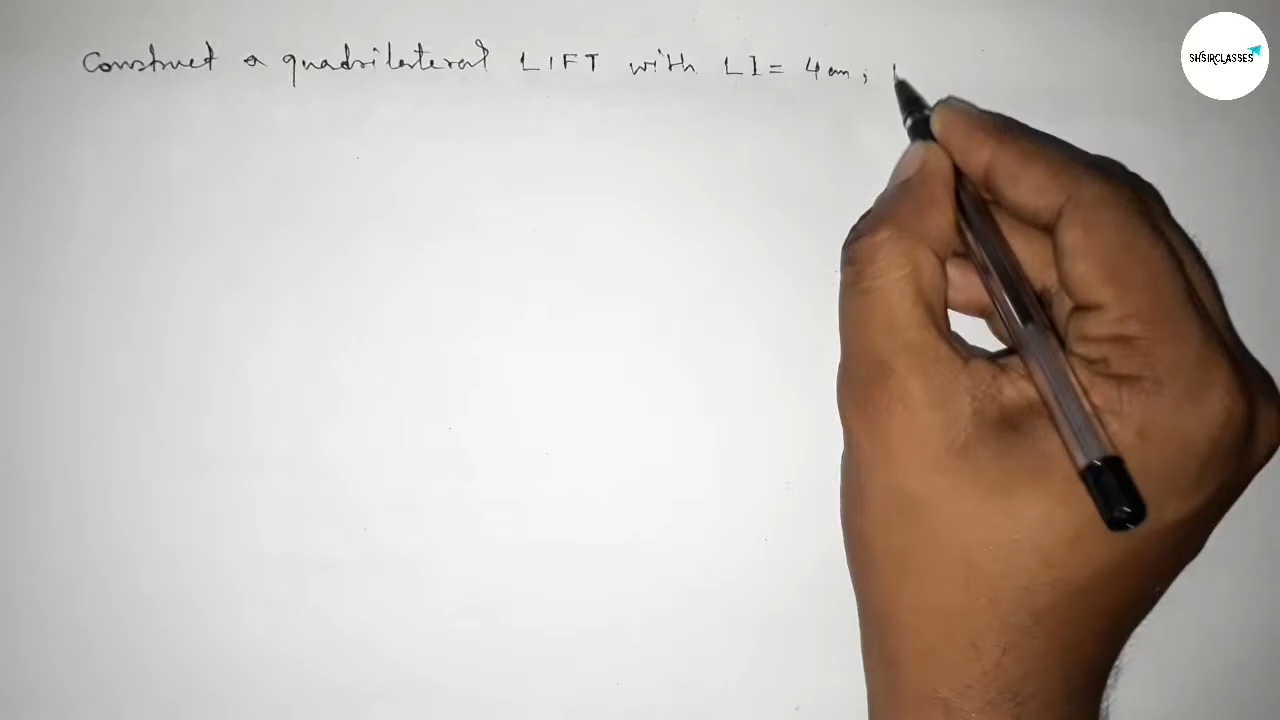 Construct a quadrilateral LIFT with LI = 4 cm;
SHSIRCLASSES